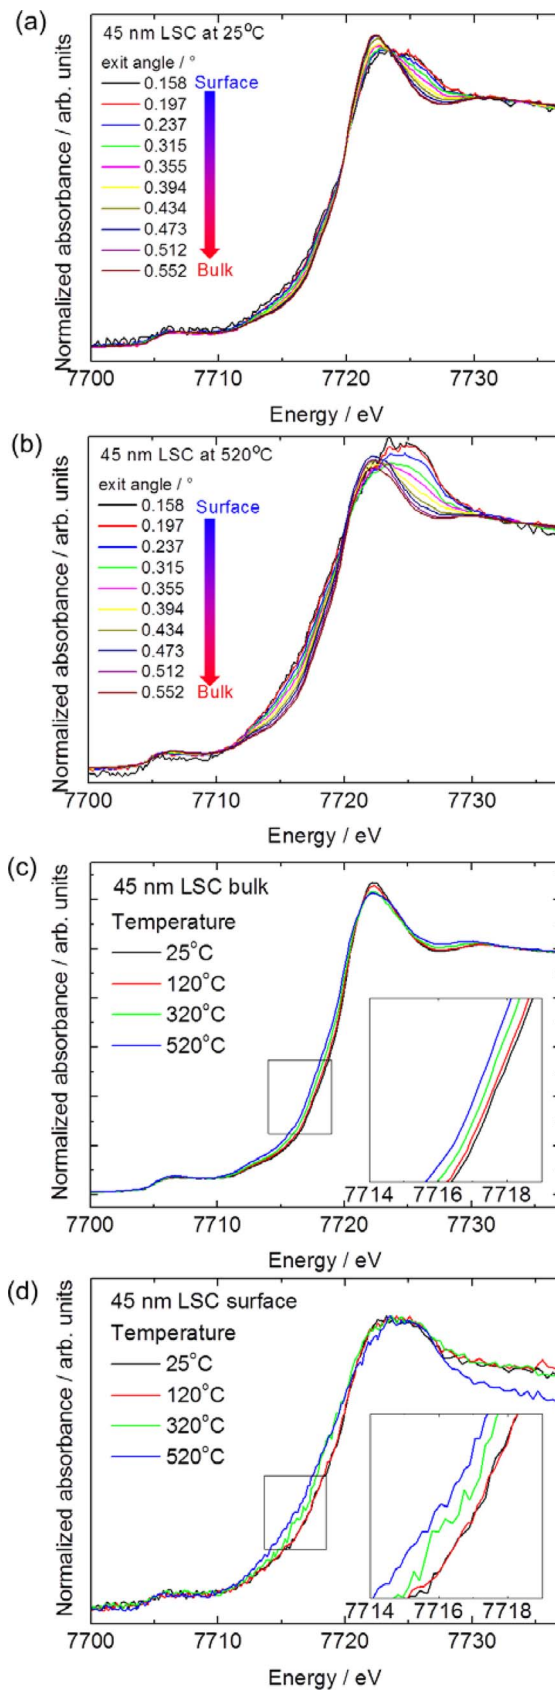 (a)
45 nm LSC at 25°C
exit angle / °
0.158 Surface
0.197
0.237
0.315
0.355
0.394
0.434
0.473
0.512
0.552 Bulk
Normalized absorbance / arb. units
7700 7710 7720 7730
Energy / eV
(b)
45 nm LSC at 520°C
exit angle / °
0.158 Surface
0.197
0.237
0.315
0.355
0.394
0.434
0.473
0.512
0.552 Bulk
Normalized absorbance / arb. units
7700 7710 7720 7730
Energy / eV
(c)
45 nm LSC bulk
Temperature
25°C
120°C
320°C
520°C
7714 7716 7718
Normalized absorbance / arb. units
7700 7710 7720 7730
Energy / eV
(d)
45 nm LSC surface
Temperature
25°C
120°C
320°C
520°C
7714 7716 7718
Normalized absorbance / arb. units
7700 7710 7720 7730
Energy / eV